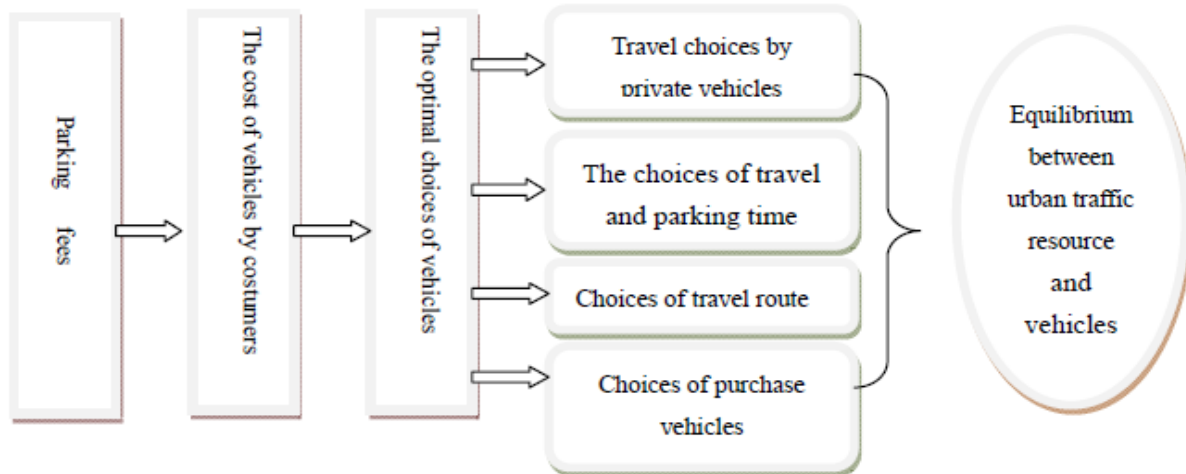 Parking fees
The cost of vehicles by costumers
The optimal choices of vehicles
Travel choices by
private vehicles
The choices of travel
and parking time
Choices of travel route
Choices of purchase
vehicles
Equilibrium
between
urban traffic
resource
and
vehicles